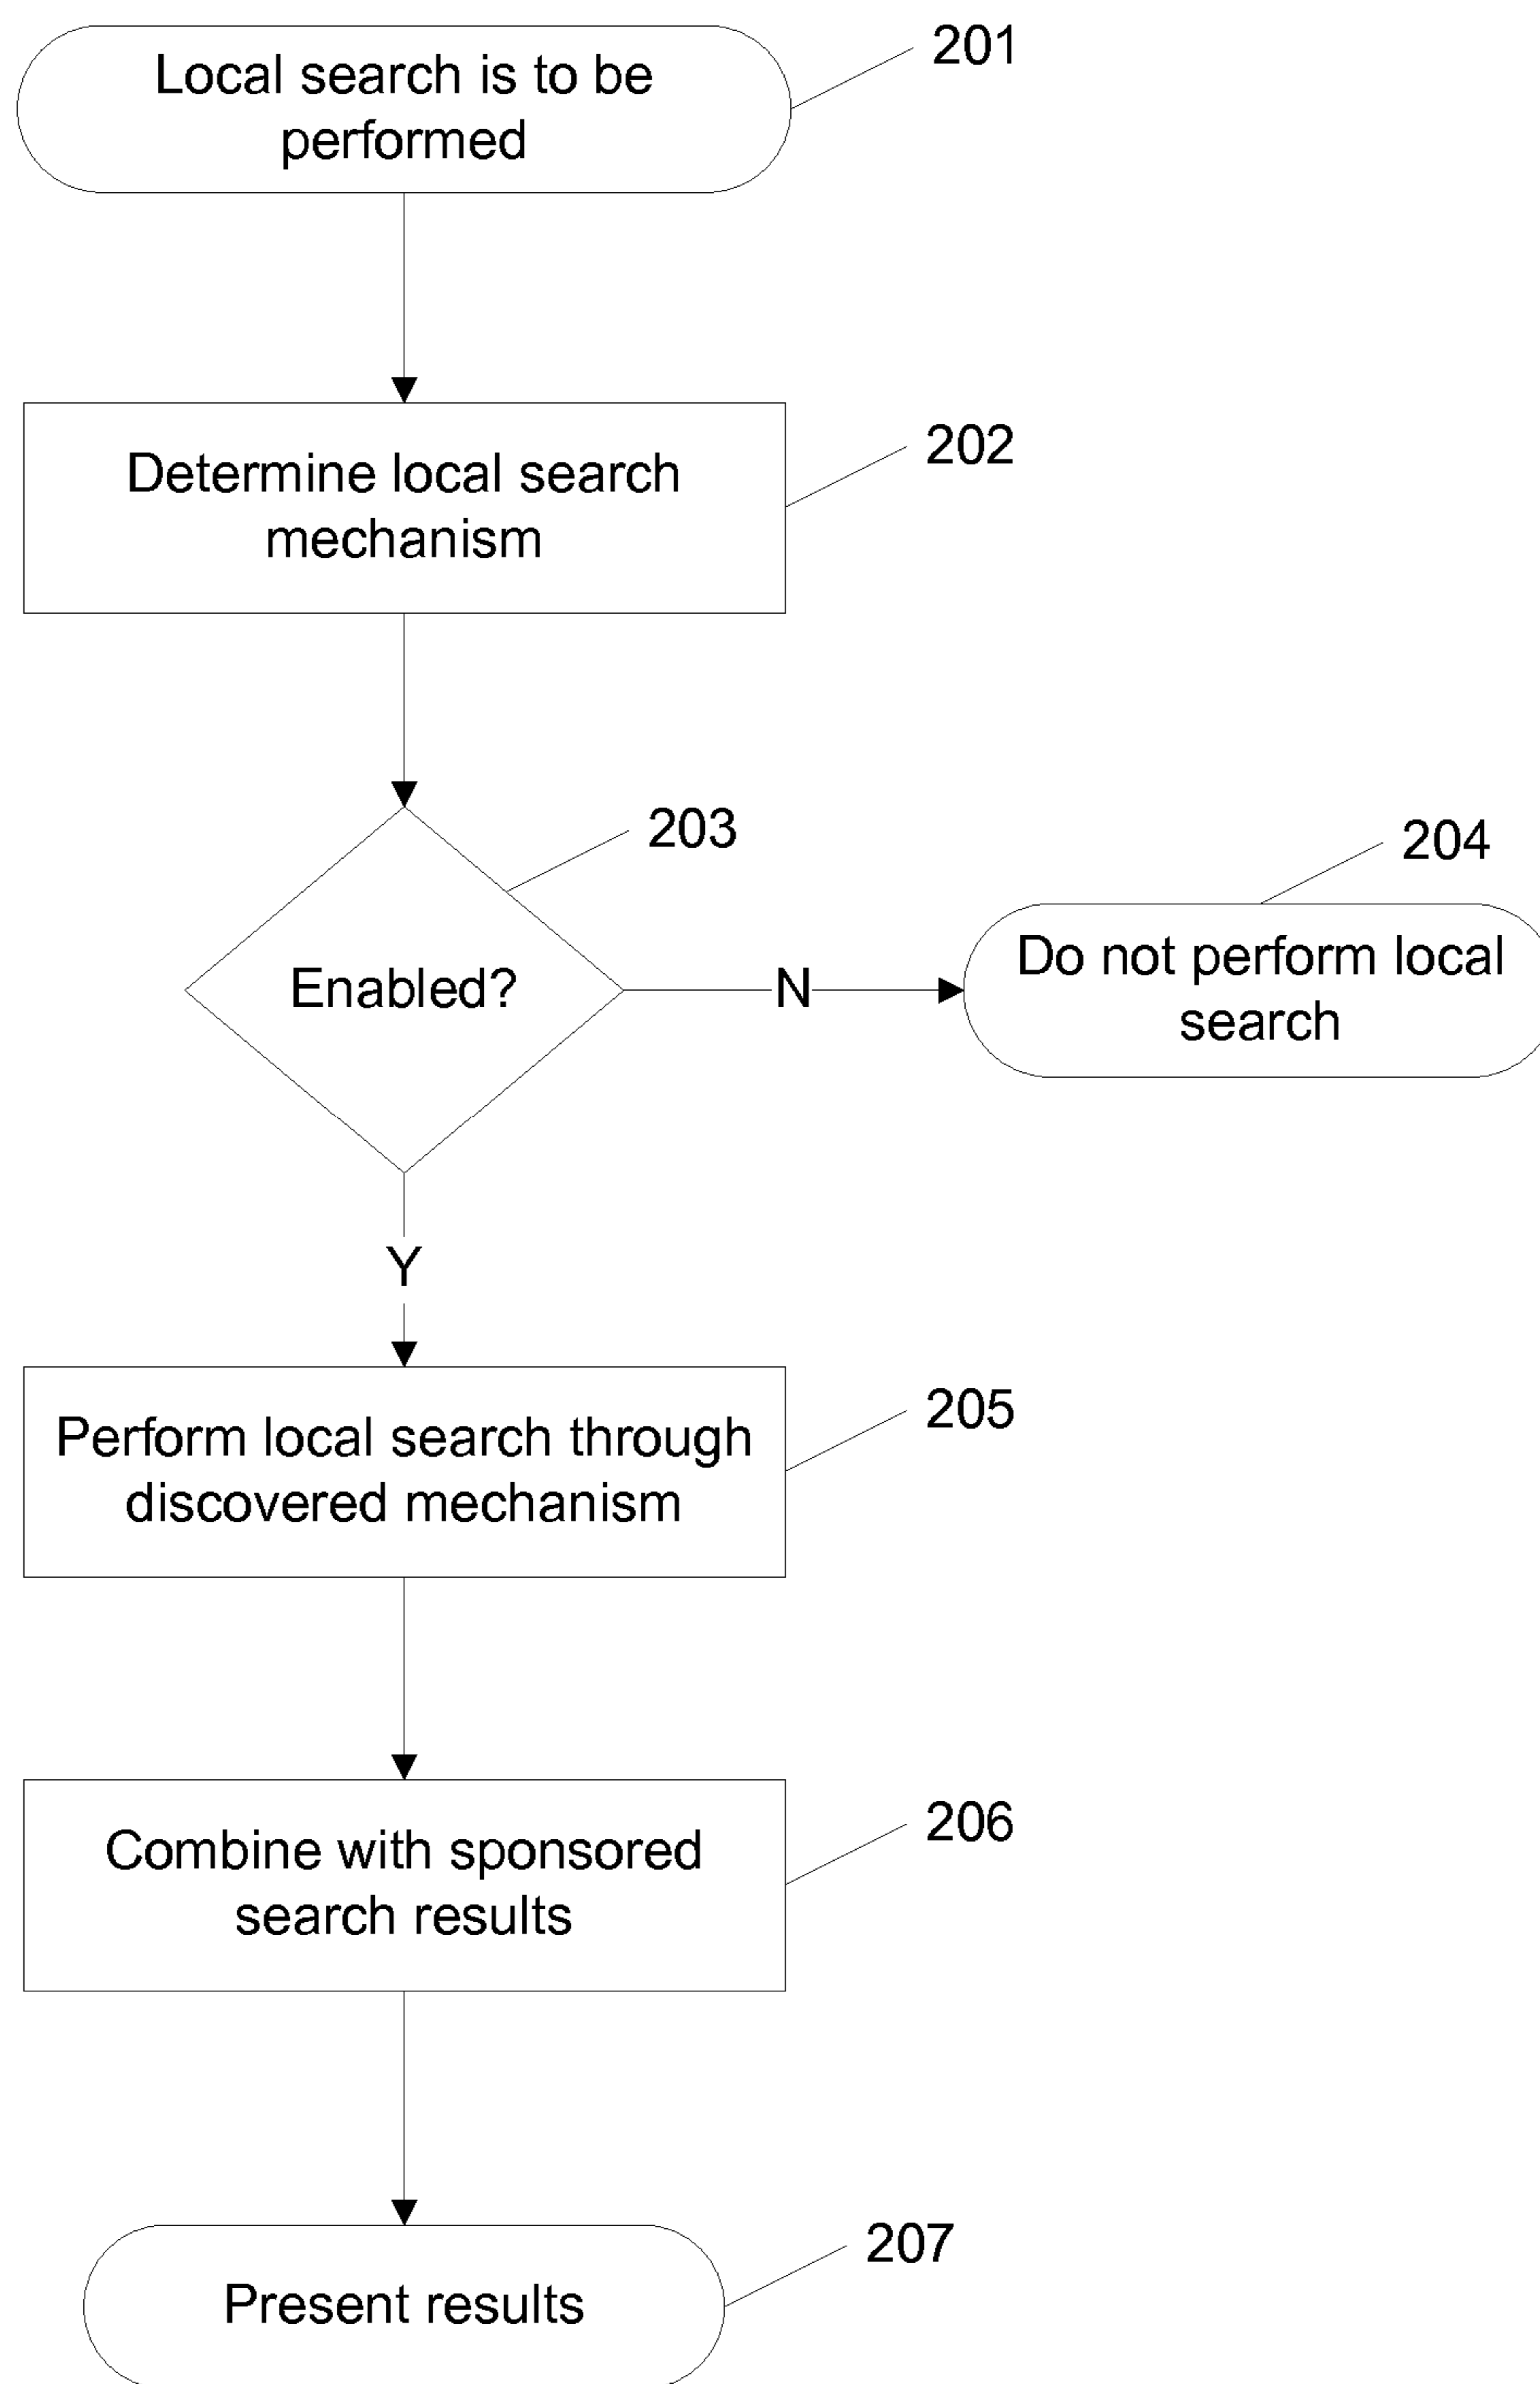 Local search is to be
performed
201
Determine local search
mechanism
202
203
Enabled?
N
204
Do not perform local
search
Y
Perform local search through
discovered mechanism
205
Combine with sponsored
search results
206
Present results
207